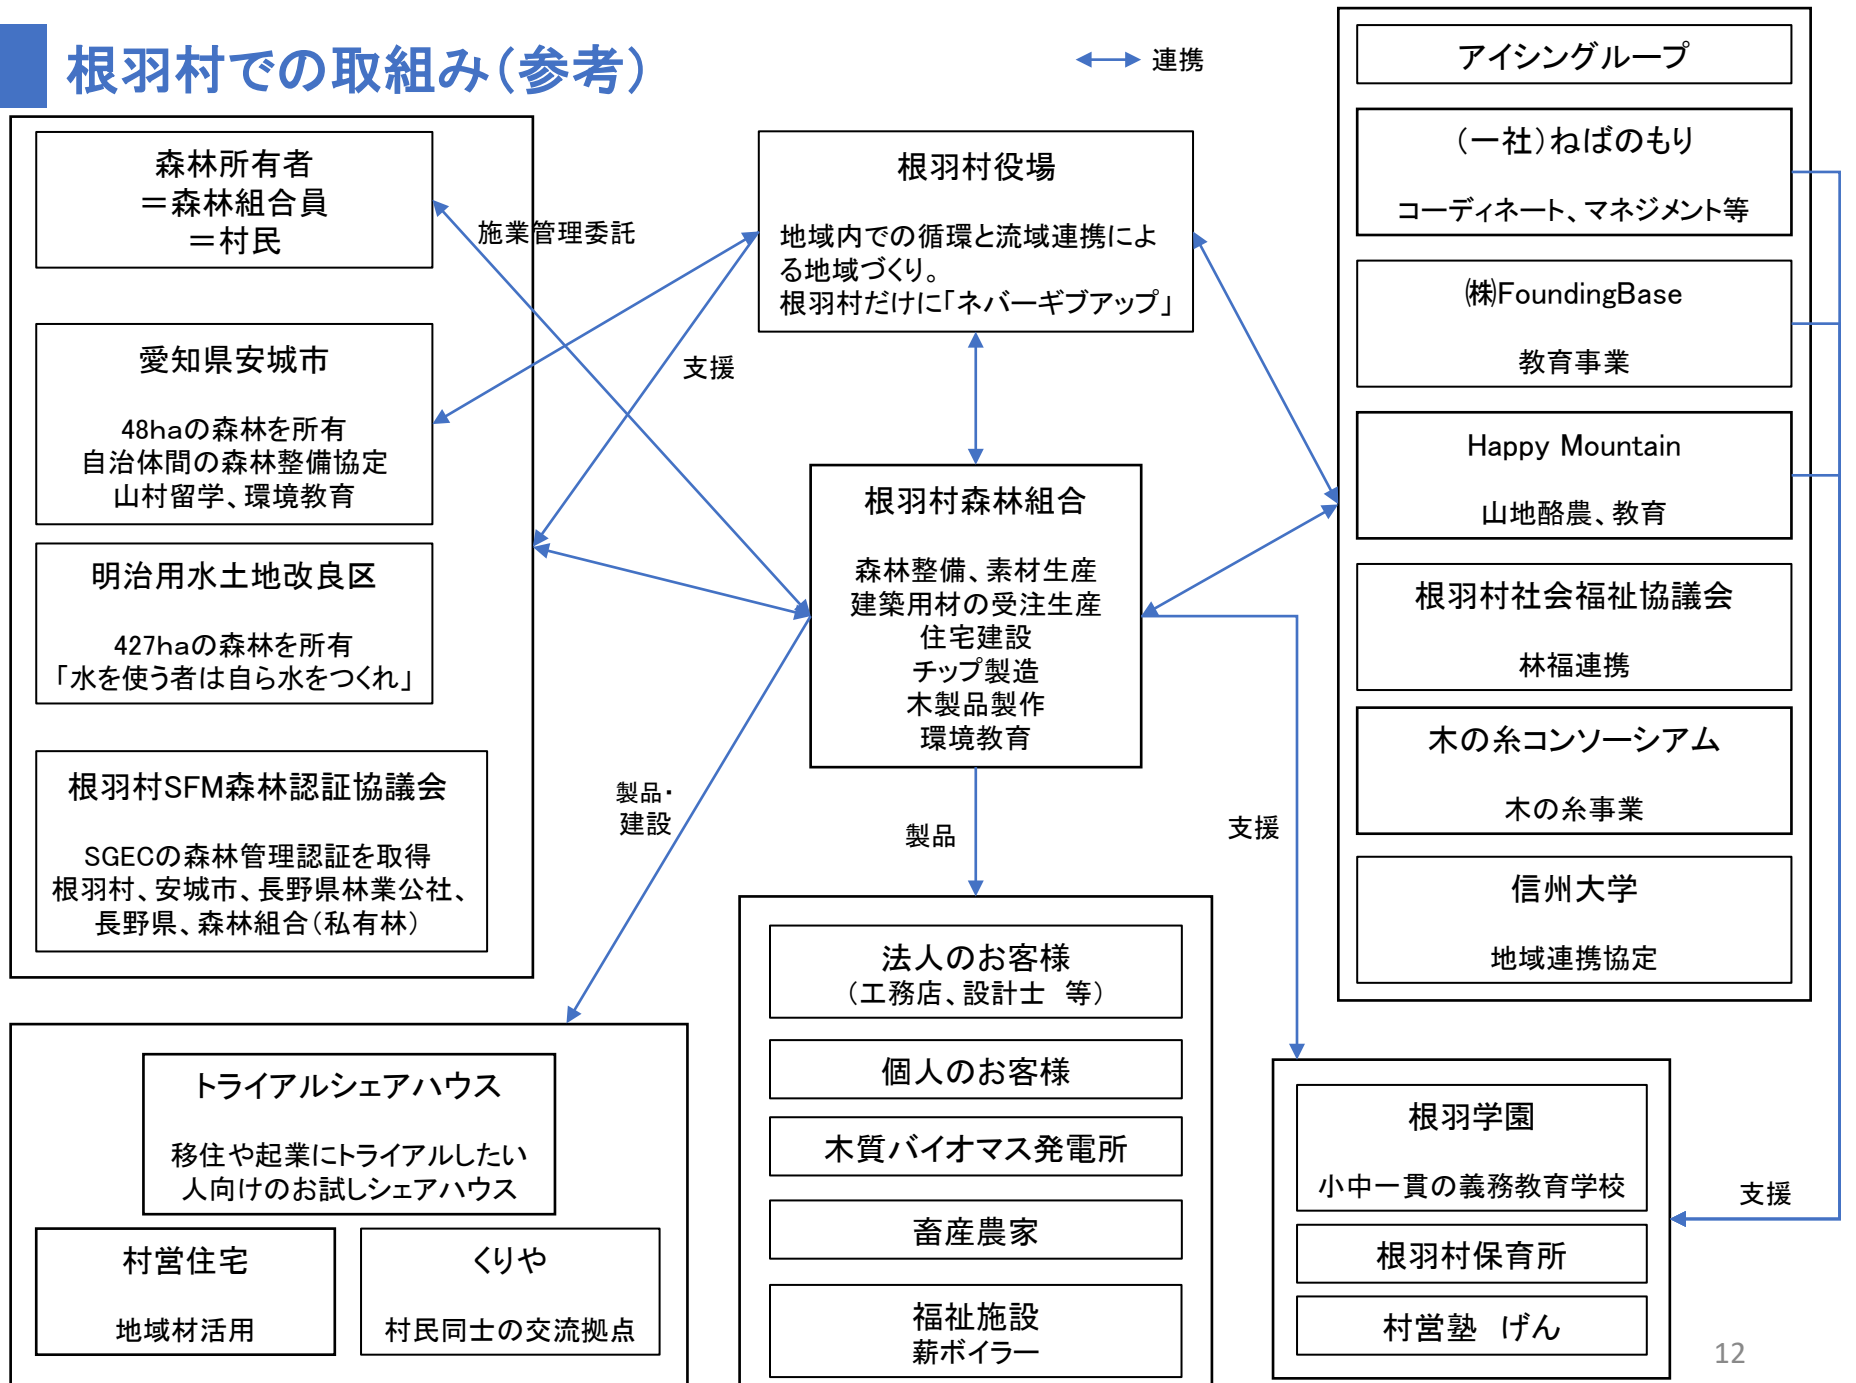 根羽村での取組み(参考)
連携
森林所有者
＝森林組合員
＝村民
愛知県安城市
48haの森林を所有
自治体間の森林整備協定
山村留学、環境教育
明治用水土地改良区
427haの森林を所有
「水を使う者は自ら水をつくれ」
根羽村SFM森林認証協議会
SGECの森林管理認証を取得
根羽村、安城市、長野県林業公社、
長野県、森林組合(私有林)
施業管理委託
支援
根羽村役場
地域内での循環と流域連携によ
る地域づくり。
根羽村だけに「ネバーギブアップ」
根羽村森林組合
森林整備、素材生産
建築用材の受注生産
住宅建設
チップ製造
木製品製作
環境教育
製品・
建設
製品
支援
アイシングループ
(一社)ねばのもり
コーディネート、マネジメント等
㈱FoundingBase
教育事業
Happy Mountain
山地酪農、教育
根羽村社会福祉協議会
林福連携
木の糸コンソーシアム
木の糸事業
信州大学
地域連携協定
トライアルシェアハウス
移住や起業にトライアルしたい
人向けのお試しシェアハウス
村営住宅
地域材活用
くりや
村民同士の交流拠点
法人のお客様
(工務店、設計士　等)
個人のお客様
木質バイオマス発電所
畜産農家
福祉施設
薪ボイラー
根羽学園
小中一貫の義務教育学校
根羽村保育所
村営塾　げん
支援
12